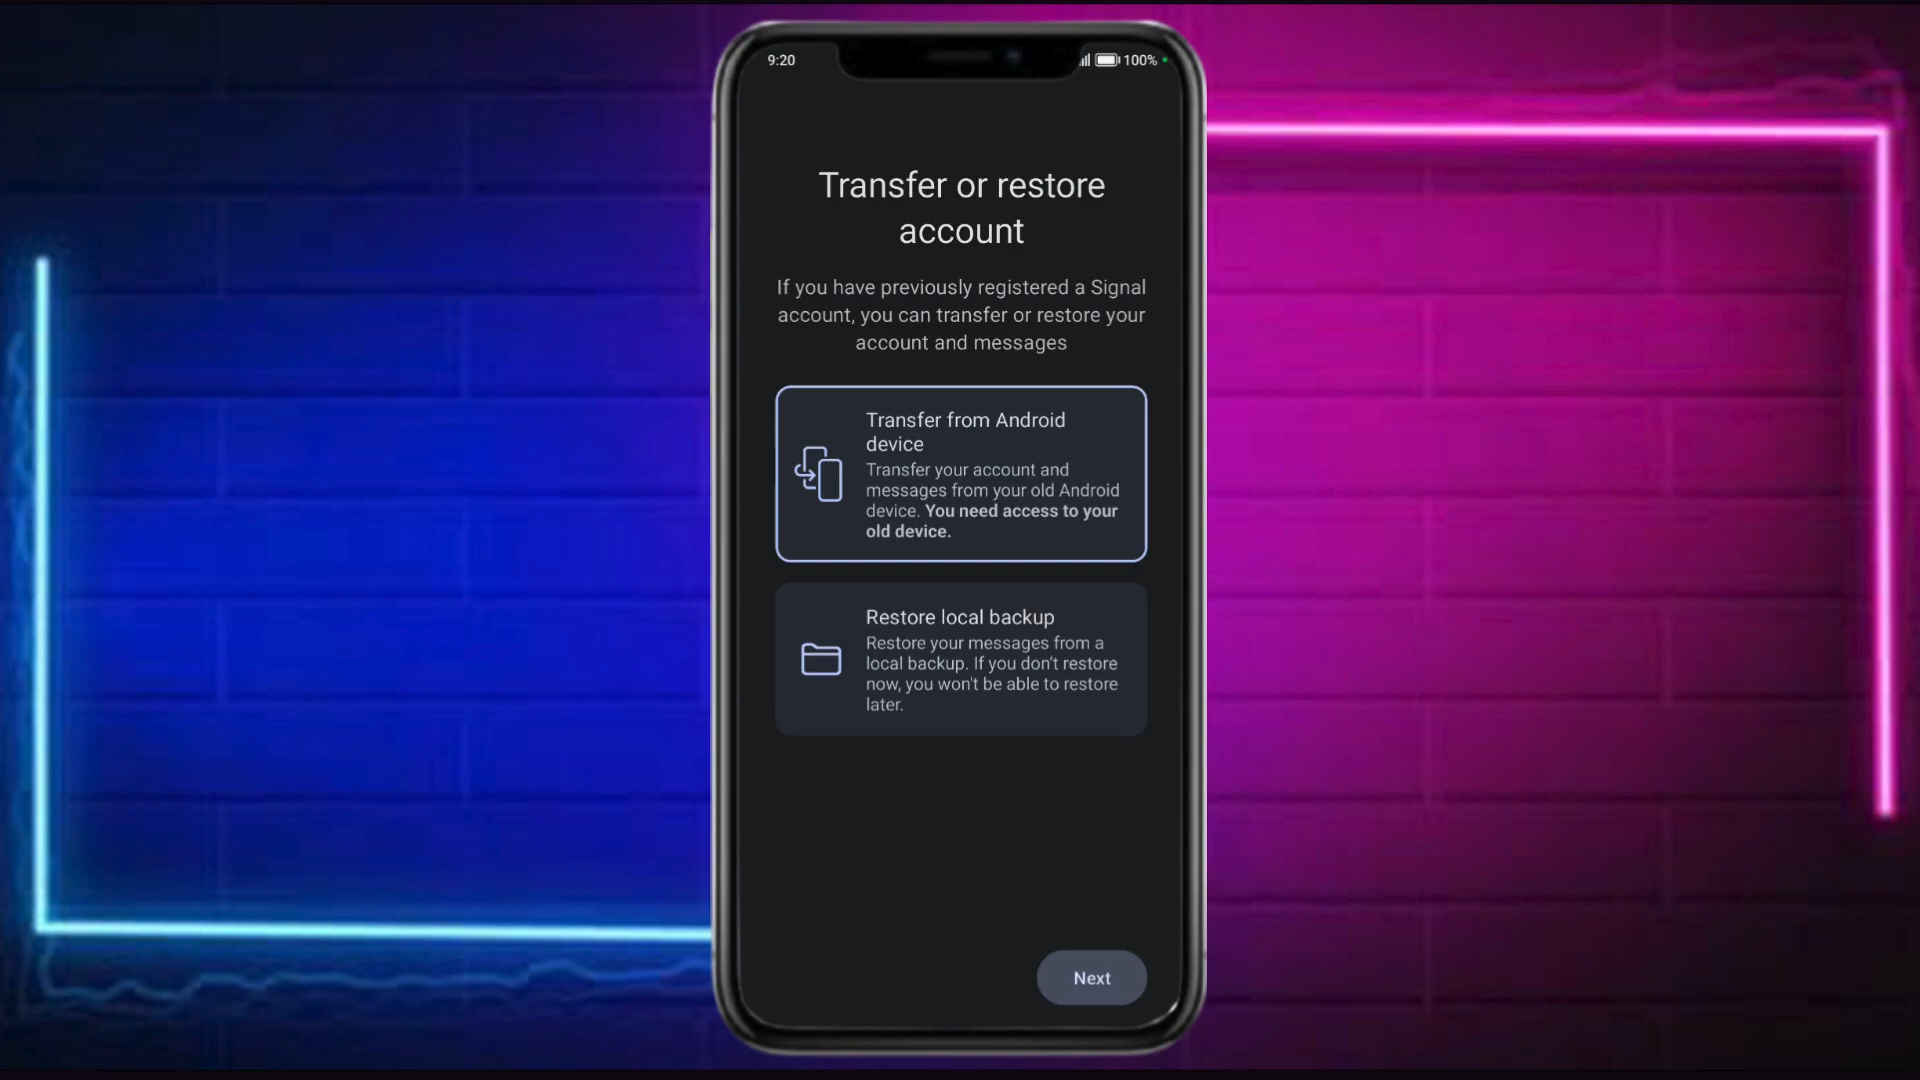 9:20
100%
Transfer or restore
account
If you have previously registered a Signal
account, you can transfer or restore your
account and messages
Transfer from Android
device
Transfer your account and
messages from your old Android
device. You need access to your
old device.
Restore local backup
Restore your messages from a
local backup. If you don't restore
now, you won't be able to restore
later.
Next